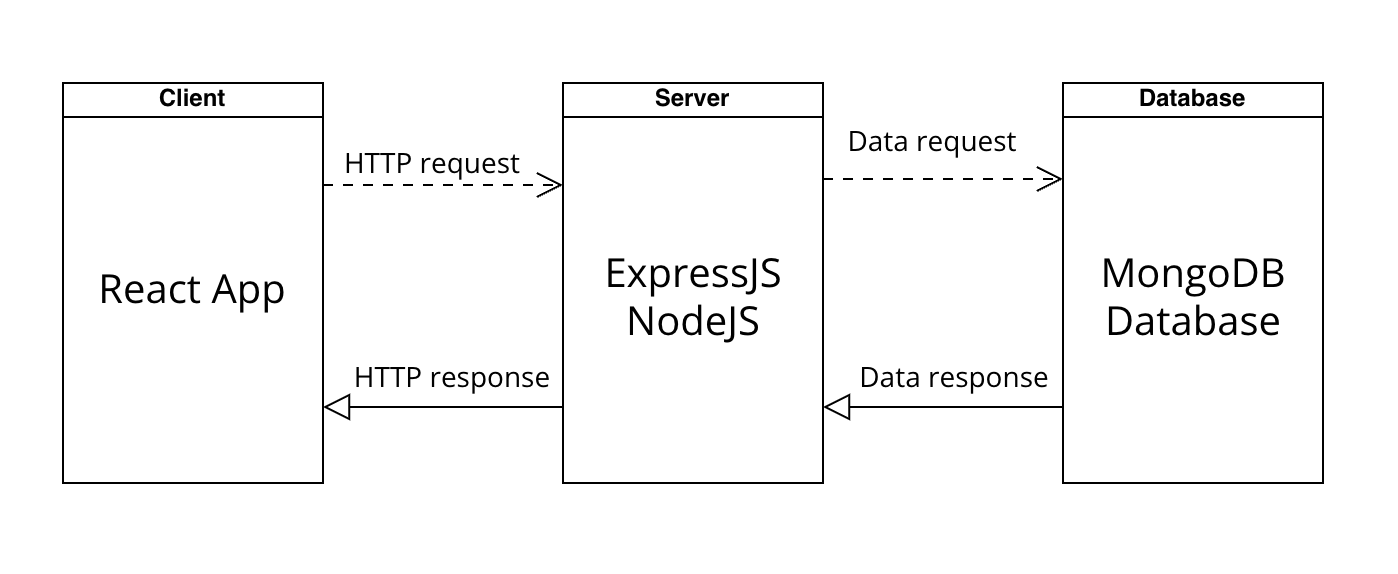 Client
Server
Database
HTTP request
Data request
React App
ExpressJS
NodeJS
MongoDB
Database
HTTP response
Data response